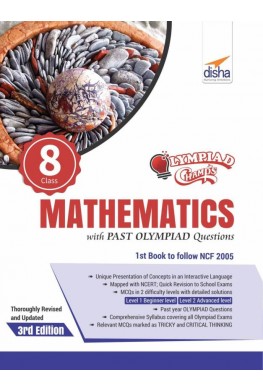 disha
8
Class
OLYMPIAD
CHAMPS
MATHEMATICS
with PAST OLYMPIAD Questions
1st Book to follow NCF 2005
Unique Presentation of Concepts in an Interactive Language
Mapped with NCERT; Quick Revision to School Exams
MCQs in 2 difficulty levels with detailed solutions
Level 1 Beginner level Level 2 Advanced level
Past year OLYMPIAD Questions
Comprehensive Syllabus covering all Olympiad Exams
Relevant MCQs marked as TRICKY and CRITICAL THINKING
Thoroughly Revised
and Updated
3rd Edition